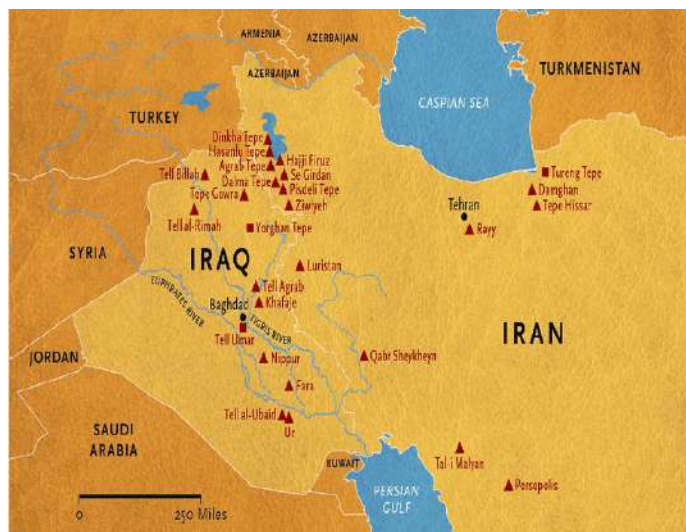 ARMENIA
AZERBAIJAN
AZERBAIJAN
TURKMENISTAN
CASPIAN SEA
TURKEY
Dinkha Tepe
Hasanlu Tepe
Hajji Firuz
Agrab Tepe
Se Girdan
Tell Billah
Dalma Tepe
Pisdeli Tepe
Tepe Gawra
Ziwiyeh
Tureng Tepe
Damghan
Tepe Hissar
Tehran
Rayy
Tell al-Rimah
Yorghan Tepe
SYRIA
IRAQ
Luristan
Tell Agrab
Khafaje
EUPHRATES RIVER
Baghdad
TIGRIS RIVER
Tell Umar
IRAN
JORDAN
Nippur
Qabr Sheykheyn
Fara
Tell al-Ubaid
Ur
SAUDI
ARABIA
KUWAIT
Tal-i Malyan
Persepolis
PERSIAN
GULF
0
250 Miles